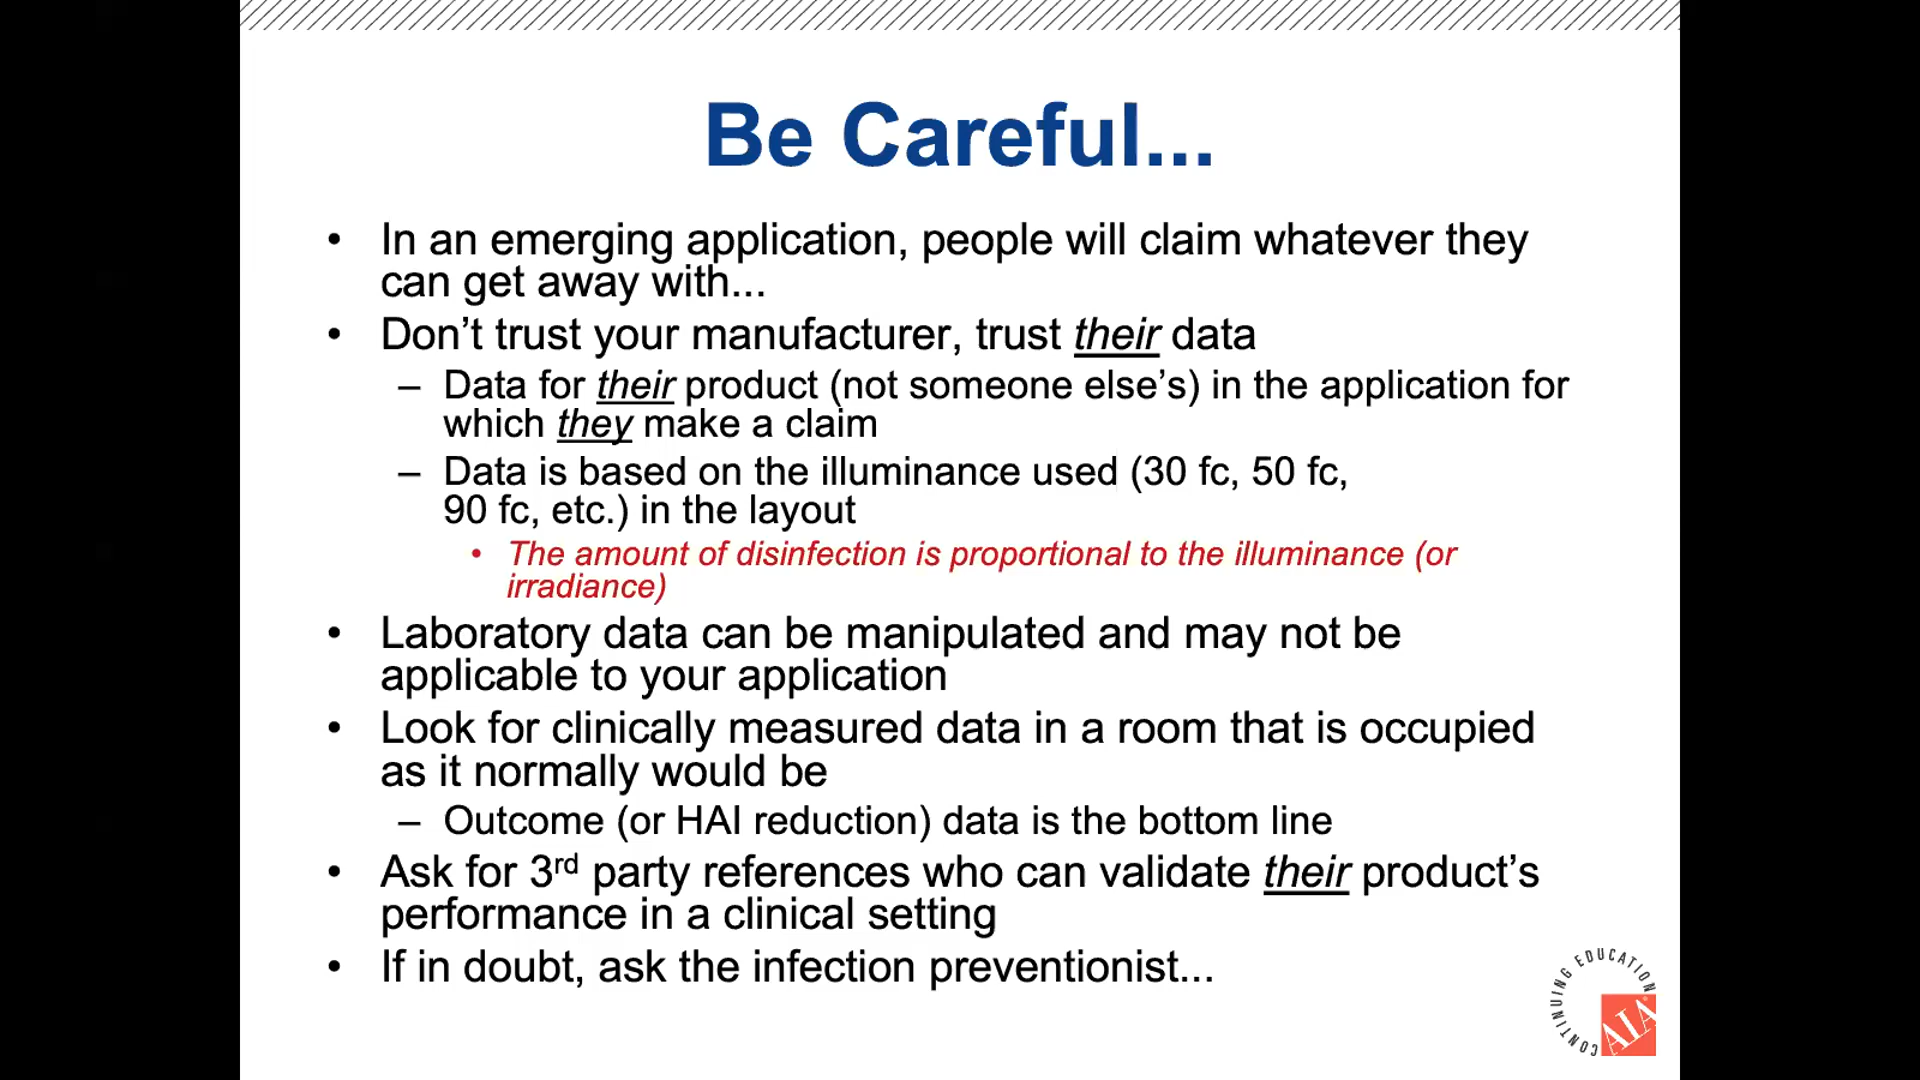 Be Careful...
• In an emerging application, people will claim whatever they
can get away with...
• Don’t trust your manufacturer, trust their data
– Data for their product (not someone else’s) in the application for
which they make a claim
– Data is based on the illuminance used (30 fc, 50 fc,
90 fc, etc.) in the layout
• The amount of disinfection is proportional to the illuminance (or
irradiance)
• Laboratory data can be manipulated and may not be
applicable to your application
• Look for clinically measured data in a room that is occupied
as it normally would be
– Outcome (or HAI reduction) data is the bottom line
• Ask for 3rd party references who can validate their product’s
performance in a clinical setting
• If in doubt, ask the infection preventionist...
CONTINUING EDUCATION
AIA